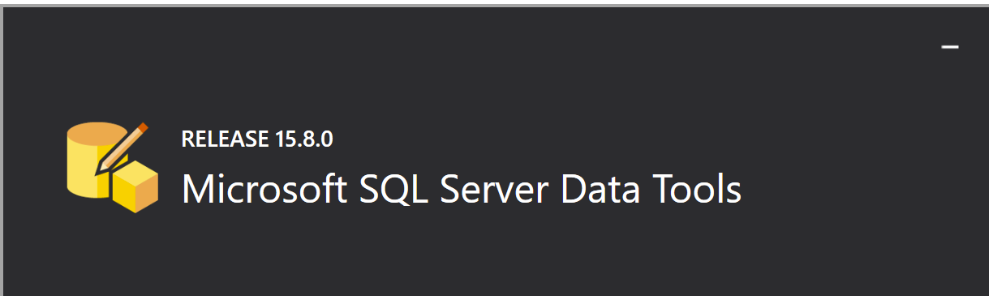 RELEASE 15.8.0
Microsoft SQL Server Data Tools